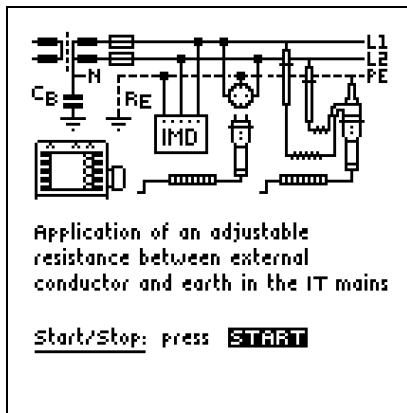 L1
L2
N PE
CB RE
IMD
Application of an adjustable
resistance between external
conductor and earth in the IT mains
Start/Stop: press START